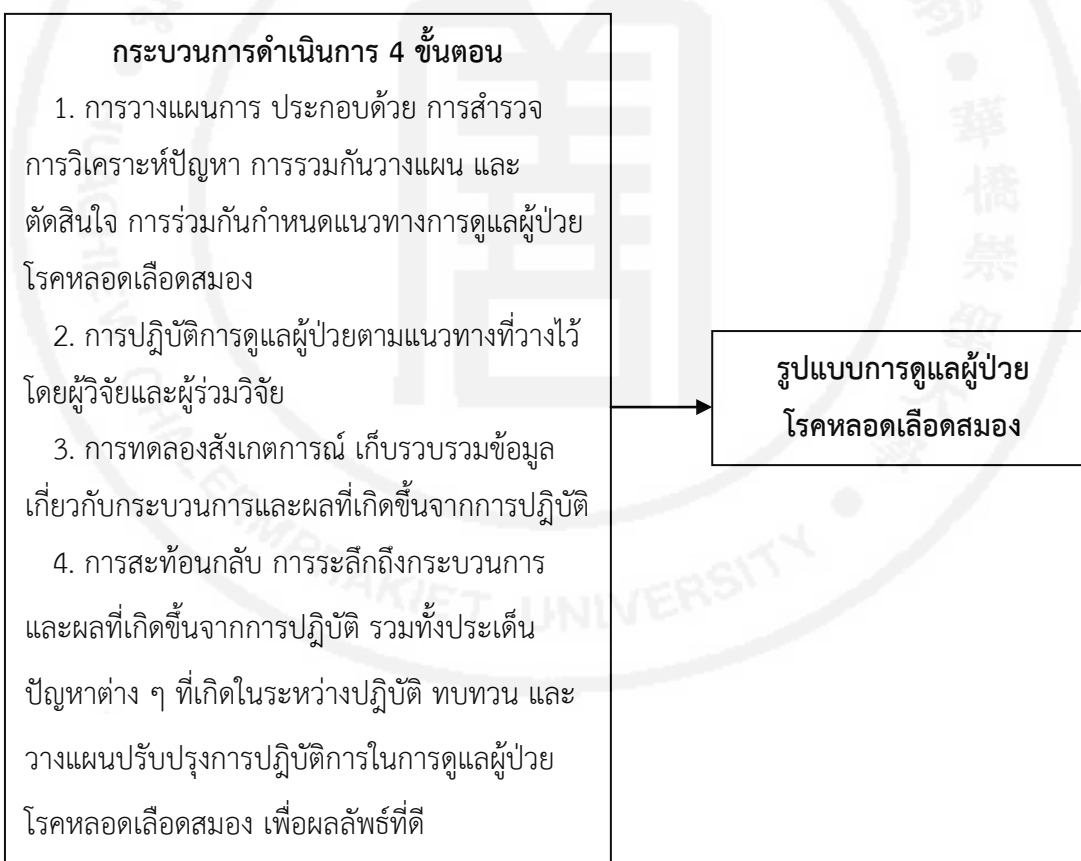 กระบวนการดำเนินการ 4 ขั้นตอน
1. การวางแผนการ ประกอบด้วย การสำรวจ
การวิเคราะห์ปัญหา การรวมกันวางแผน และ
ตัดสินใจ การร่วมกันกำหนดแนวทางการดูแลผู้ป่วย
โรคหลอดเลือดสมอง
2. การปฎิบัติการดูแลผู้ป่วยตามแนวทางที่วางไว้
โดยผู้วิจัยและผู้ร่วมวิจัย
3. การทดลองสังเกตการณ์ เก็บรวบรวมข้อมูล
เกี่ยวกับกระบวนการและผลที่เกิดขึ้นจากการปฎิบัติ
4. การสะท้อนกลับ การระลึกถึงกระบวนการ
และผลที่เกิดขึ้นจากการปฎิบัติ รวมทั้งประเด็น
ปัญหาต่าง ๆ ที่เกิดในระหว่างปฎิบัติ ทบทวน และ
วางแผนปรับปรุงการปฎิบัติการในการดูแลผู้ป่วย
โรคหลอดเลือดสมอง เพื่อผลลัพธ์ที่ดี
รูปแบบการดูแลผู้ป่วย
โรคหลอดเลือดสมอง
華僑崇聖大學
UNIVERSITY